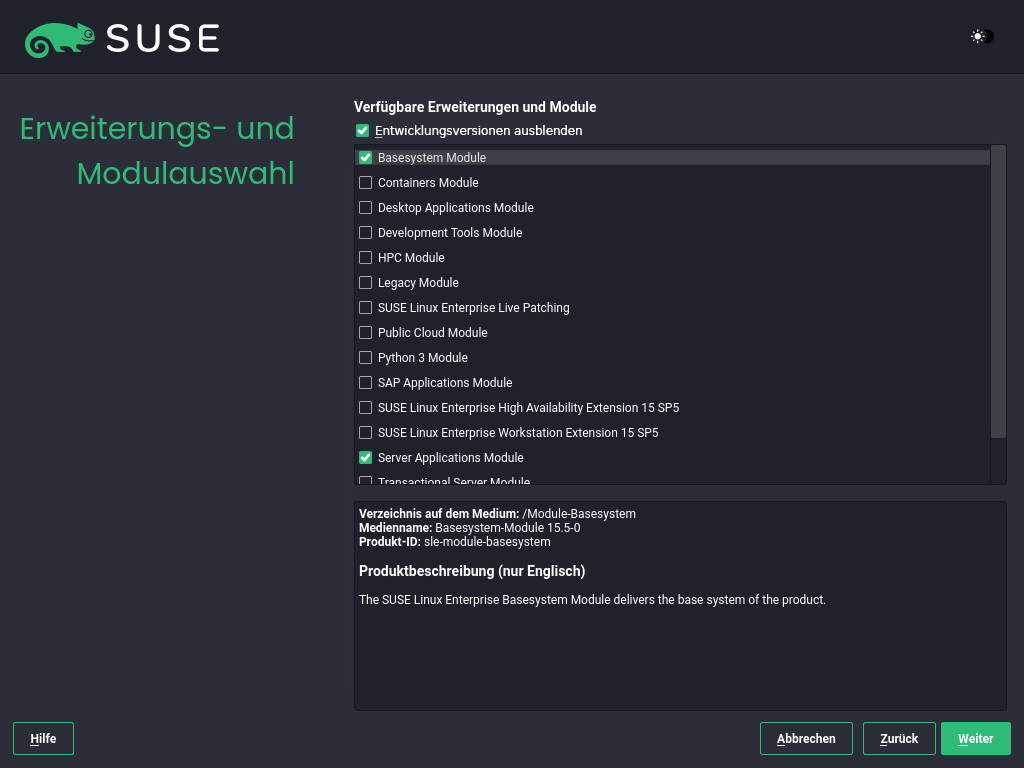 SUSE
Erweiterungs- und
Modulauswahl
Verfügbare Erweiterungen und Module
Entwicklungsversionen ausblenden
Basesystem Module
Containers Module
Desktop Applications Module
Development Tools Module
HPC Module
Legacy Module
SUSE Linux Enterprise Live Patching
Public Cloud Module
Python 3 Module
SAP Applications Module
SUSE Linux Enterprise High Availability Extension 15 SP5
SUSE Linux Enterprise Workstation Extension 15 SP5
Server Applications Module
Transactional Server Module
Verzeichnis auf dem Medium: /Module-Basesystem
Medienname: Basesystem-Module 15.5-0
Produkt-ID: sle-module-basesystem
Produktbeschreibung (nur Englisch)
The SUSE Linux Enterprise Basesystem Module delivers the base system of the product.
Hilfe
Abbrechen
Zurück
Weiter